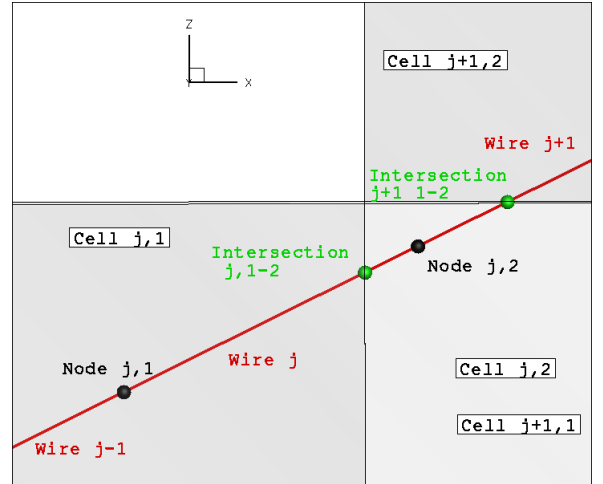 Z
Y
X
Cell j+1,2
Wire j+1
Intersection
j+1 1-2
Cell j,1
Intersection
j,1-2
Node j,2
Node j,1
Wire j
Cell j,2
Cell j+1,1
Wire j-1